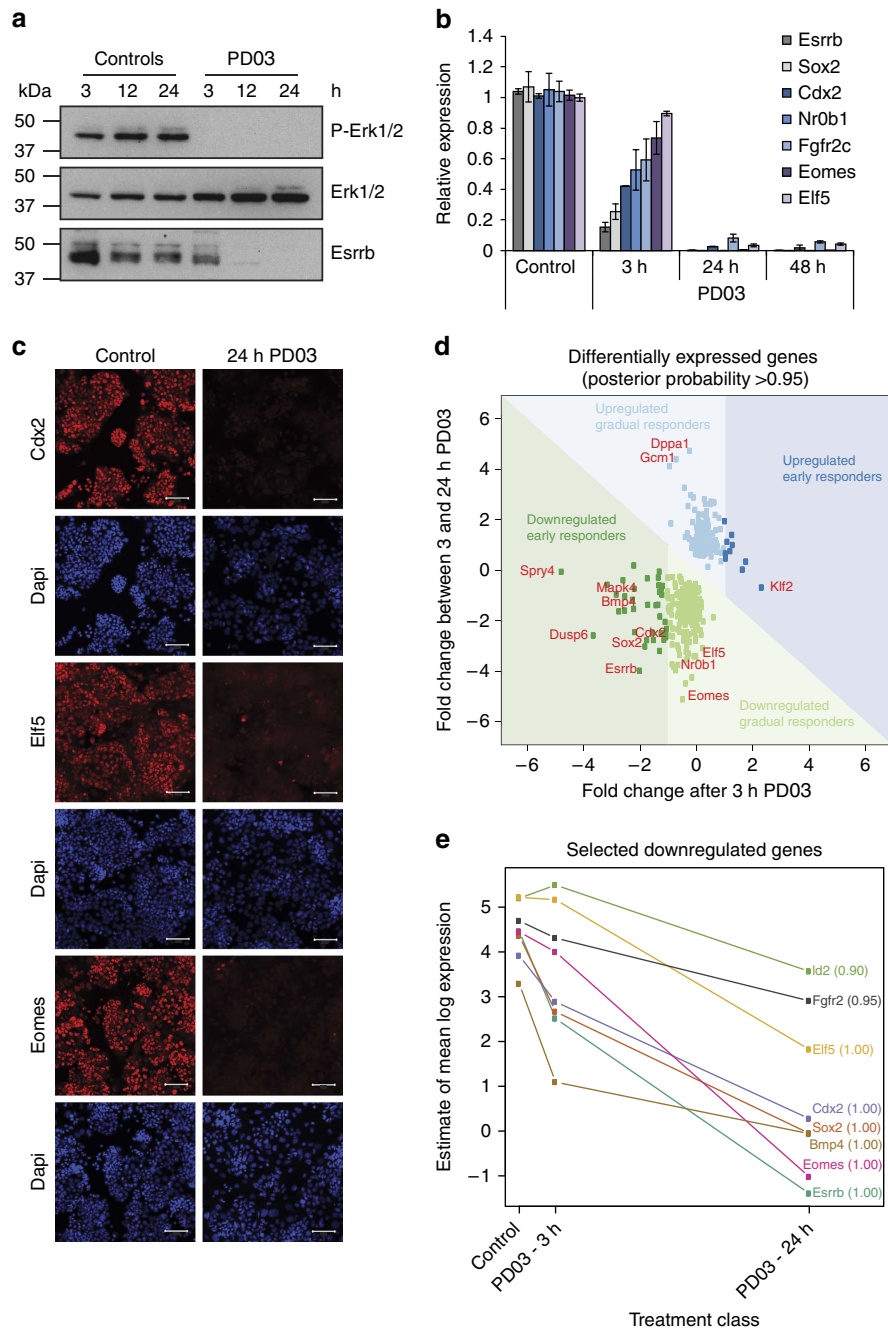 a
Controls PD03
kDa 3 12 24 3 12 24 h
50
37
P-Erk1/2
50
37
Erk1/2
50
37
Esrrb
b
Relative expression
1.4
1.2
1
0.8
0.6
0.4
0.2
0
Esrrb
Sox2
Cdx2
Nr0b1
Fgfr2c
Eomes
Elf5
Control 3 h 24 h 48 h
PD03
c
Control 24 h PD03
Cdx2
Dapi
Elf5
Dapi
Eomes
Dapi
d
Differentially expressed genes
(posterior probability >0.95)
Fold change between 3 and 24 h PD03
6
4
2
0
−2
−4
−6
Upregulated
gradual responders
Dppa1
Gcm1
Upregulated
early responders
Downregulated
early responders
Spry4
Mapk4
Klf2
Bmp4
Dusp6
Cdx2
Sox2
Elf5
Esrrb
Nr0b1
Eomes
Downregulated
gradual responders
−6 −4 −2 0 2 4 6
Fold change after 3 h PD03
e
Selected downregulated genes
Estimate of mean log expression
5
4
3
2
1
0
−1
Id2 (0.90)
Fgfr2 (0.95)
Elf5 (1.00)
Cdx2 (1.00)
Sox2 (1.00)
Bmp4 (1.00)
Eomes (1.00)
Esrrb (1.00)
Control
PD03 - 3 h
PD03 - 24 h
Treatment class